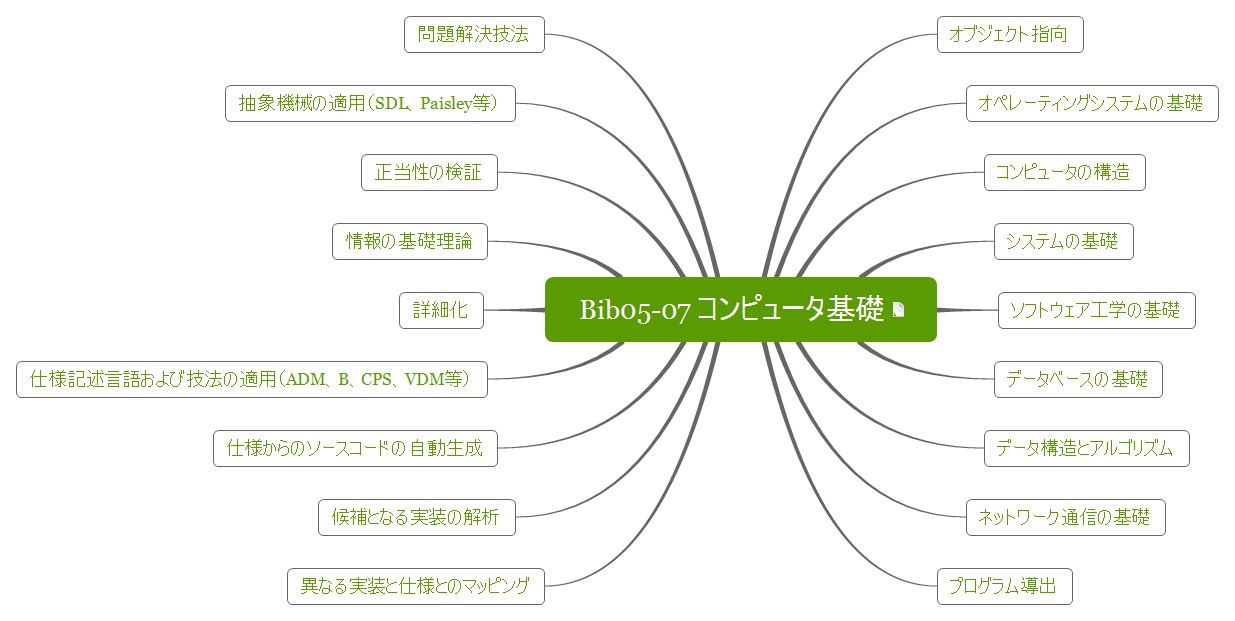 Bib05-07 コンピュータ基礎
オブジェクト指向
オペレーティングシステムの基礎
コンピュータの構造
システムの基礎
ソフトウェア工学の基礎
データベースの基礎
データ構造とアルゴリズム
ネットワーク通信の基礎
プログラム導出
問題解決技法
抽象機械の適用（SDL、Paisley等）
正当性の検証
情報の基礎理論
詳細化
仕様記述言語および技法の適用（ADM、B、CPS、VDM等）
仕様からのソースコードの自動生成
候補となる実装の解析
異なる実装と仕様とのマッピング